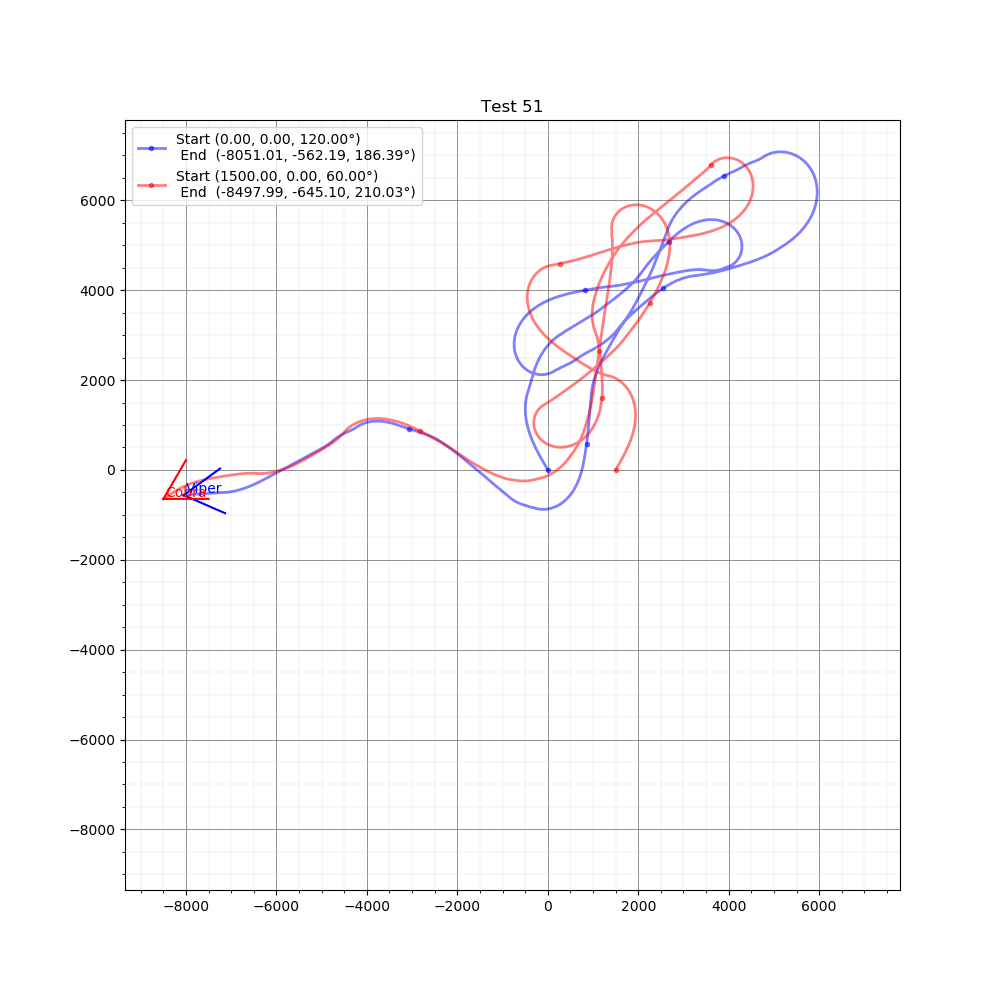 Test 51
Start (0.00, 0.00, 120.00°)
End (-8051.01, -562.19, 186.39°)
Start (1500.00, 0.00, 60.00°)
End (-8497.99, -645.10, 210.03°)
6000
4000
2000
0
−2000
−4000
−6000
−8000
Viper
Cobra
−8000 −6000 −4000 −2000 0 2000 4000 6000